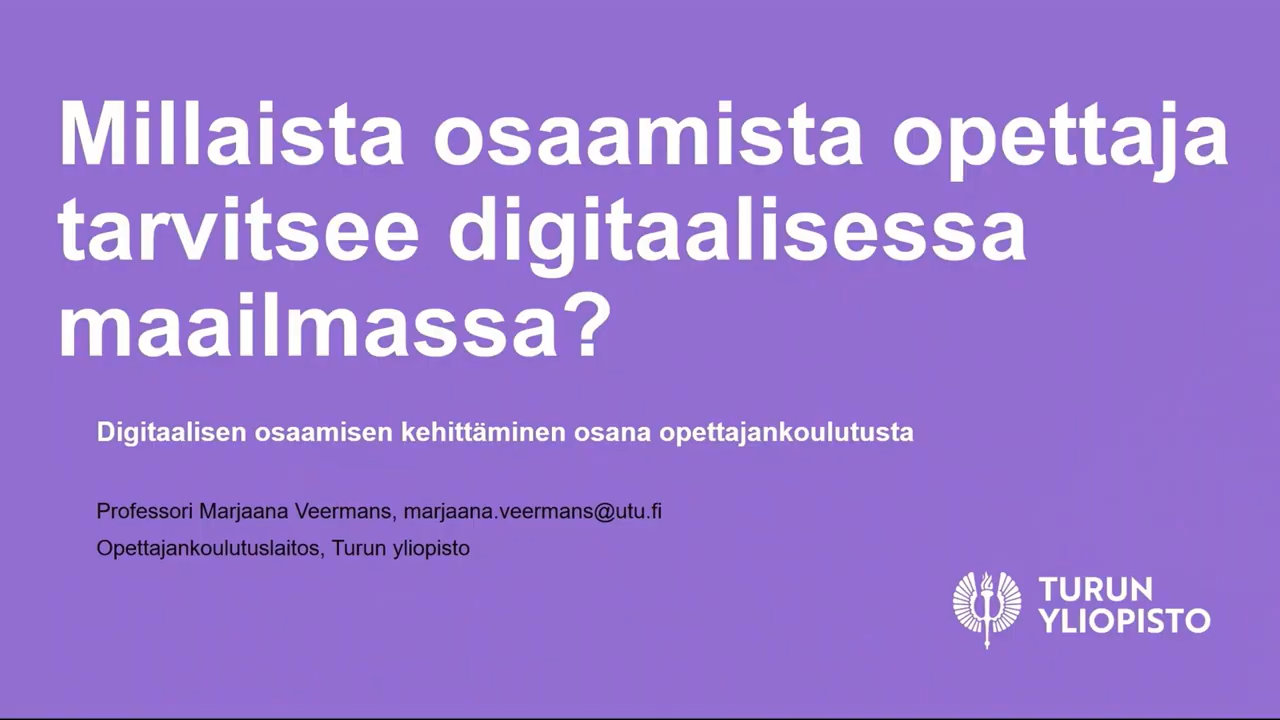 Millaista osaamista opettaja
tarvitsee digitaalisessa
maailmassa?
Digitaalisen osaamisen kehittäminen osana opettajankoulutusta
Professori Marjaana Veermans, marjaana.veermans@utu.fi
Opettajankoulutuslaitos, Turun yliopisto
TURUN
YLIOPISTO